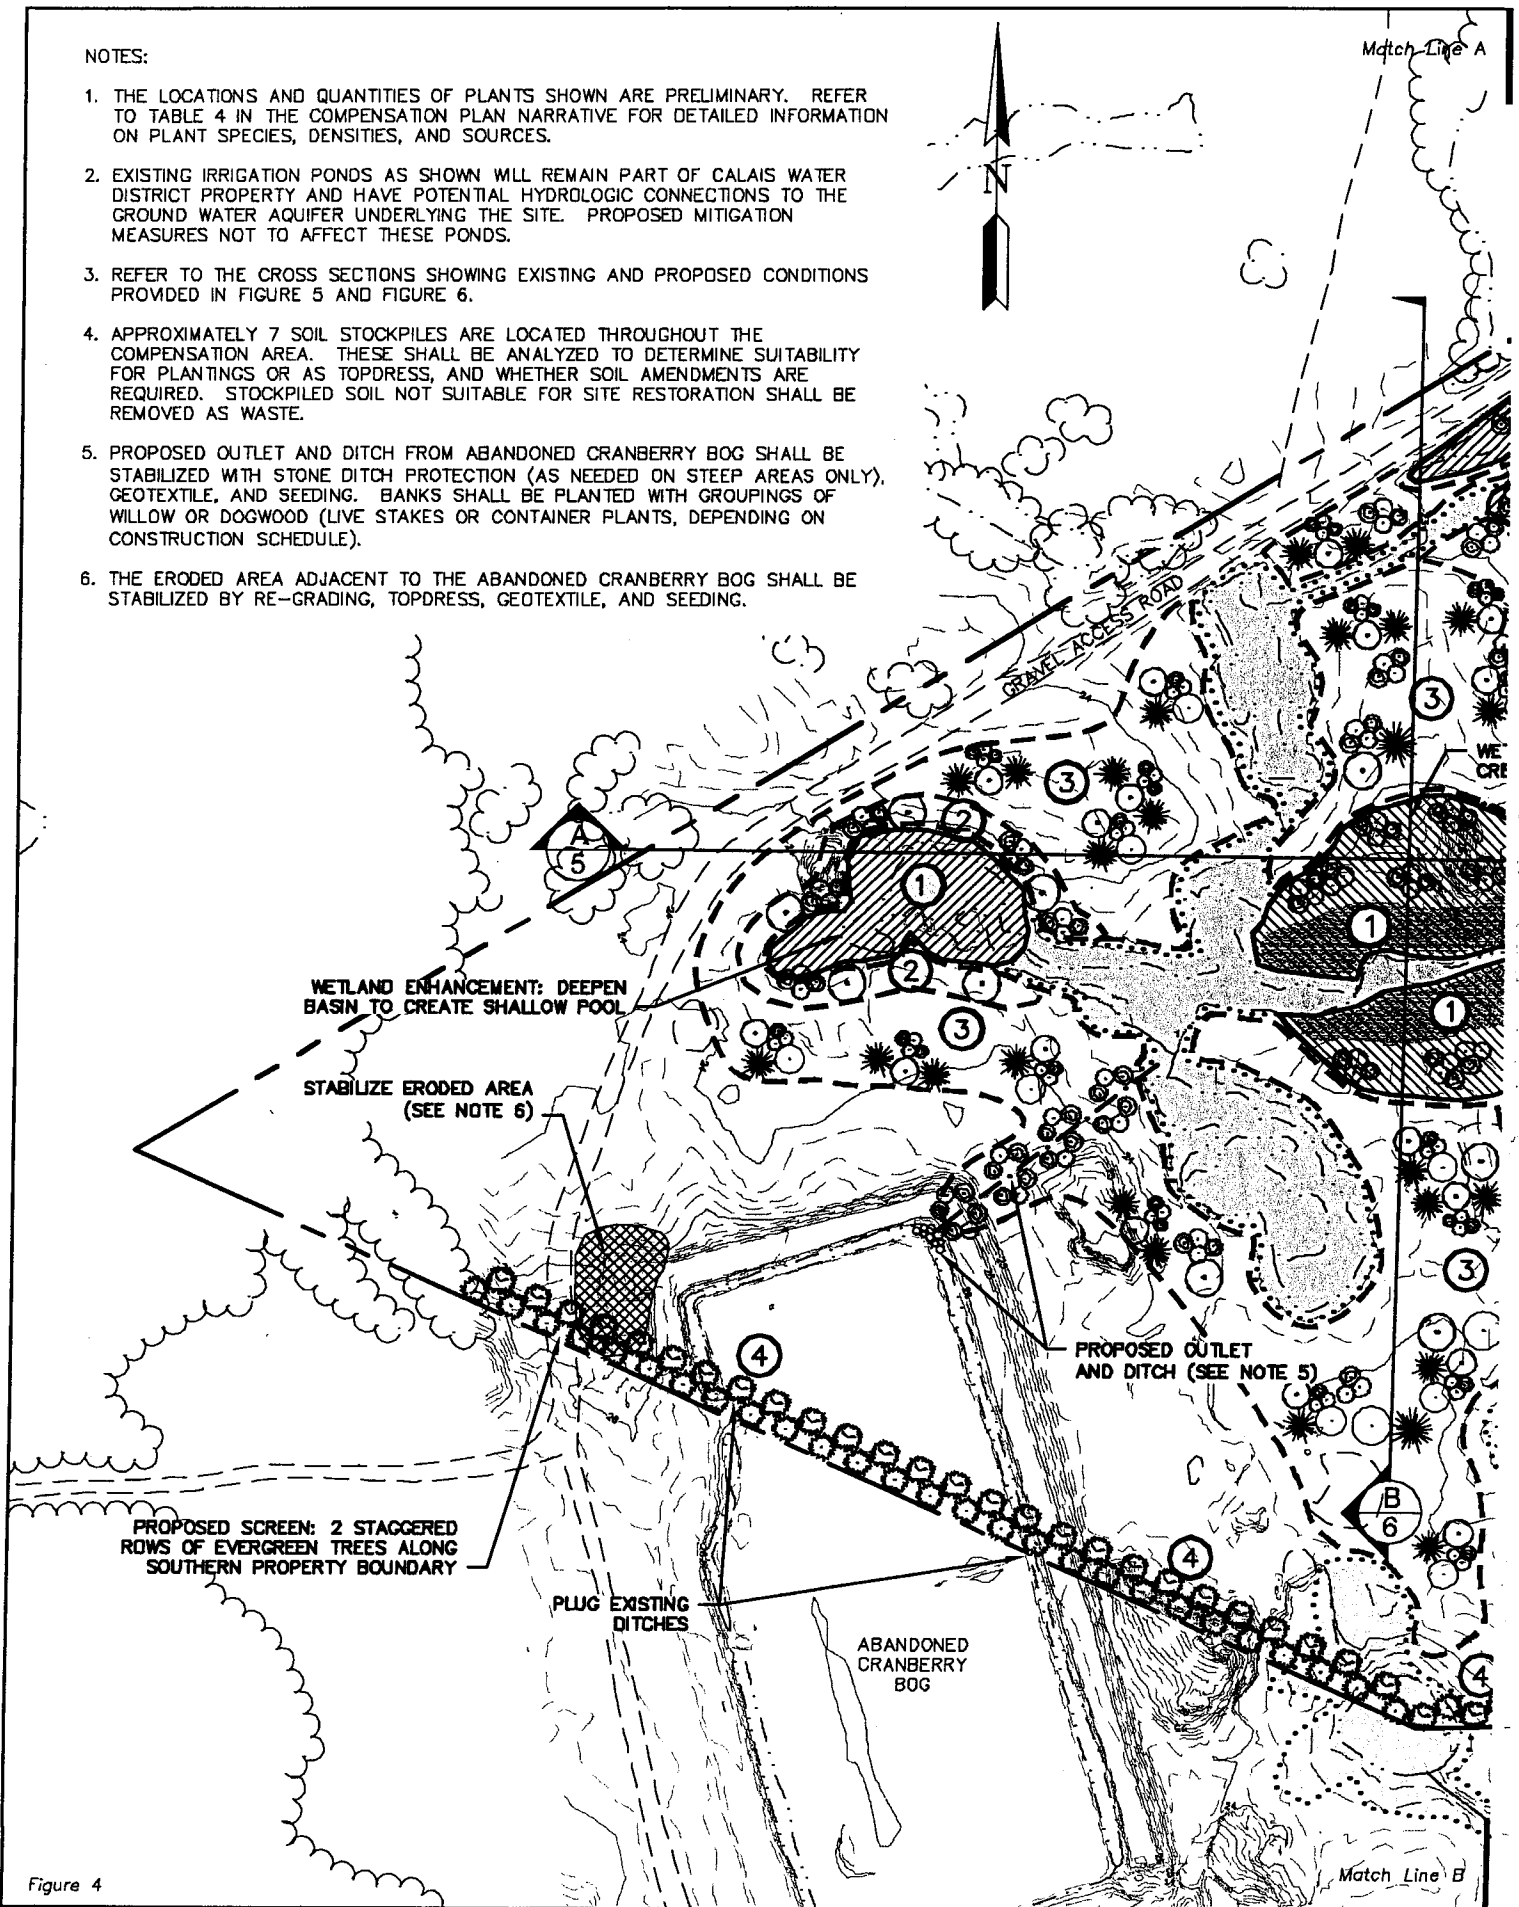 NOTES:
1. THE LOCATIONS AND QUANTITIES OF PLANTS SHOWN ARE PRELIMINARY. REFER
TO TABLE 4 IN THE COMPENSATION PLAN NARRATIVE FOR DETAILED INFORMATION
ON PLANT SPECIES, DENSITIES, AND SOURCES.
2. EXISTING IRRIGATION PONDS AS SHOWN WILL REMAIN PART OF CALAIS WATER
DISTRICT PROPERTY AND HAVE POTENTIAL HYDROLOGIC CONNECTIONS TO THE
GROUND WATER AQUIFER UNDERLYING THE SITE. PROPOSED MITIGATION
MEASURES NOT TO AFFECT THESE PONDS.
3. REFER TO THE CROSS SECTIONS SHOWING EXISTING AND PROPOSED CONDITIONS
PROVIDED IN FIGURE 5 AND FIGURE 6.
4. APPROXIMATELY 7 SOIL STOCKPILES ARE LOCATED THROUGHOUT THE
COMPENSATION AREA. THESE SHALL BE ANALYZED TO DETERMINE SUITABILITY
FOR PLANTINGS OR AS TOPDRESS, AND WHETHER SOIL AMENDMENTS ARE
REQUIRED. STOCKPILED SOIL NOT SUITABLE FOR SITE RESTORATION SHALL BE
REMOVED AS WASTE.
5. PROPOSED OUTLET AND DITCH FROM ABANDONED CRANBERRY BOG SHALL BE
STABILIZED WITH STONE DITCH PROTECTION (AS NEEDED ON STEEP AREAS ONLY),
GEOTEXTILE, AND SEEDING. BANKS SHALL BE PLANTED WITH GROUPINGS OF
WILLOW OR DOGWOOD (LIVE STAKES OR CONTAINER PLANTS, DEPENDING ON
CONSTRUCTION SCHEDULE).
6. THE ERODED AREA ADJACENT TO THE ABANDONED CRANBERRY BOG SHALL BE
STABILIZED BY RE-GRADING, TOPDRESS, GEOTEXTILE, AND SEEDING.
Match Line A
N
GRAVEL ACCESS ROAD
24
3
WE
CRE
3
2
A
5
1
1
2
1
3
WETLAND ENHANCEMENT: DEEPEN
BASIN TO CREATE SHALLOW POOL
STABILIZE ERODED AREA
(SEE NOTE 6)
3
4
PROPOSED OUTLET
AND DITCH (SEE NOTE 5)
B
6
PROPOSED SCREEN: 2 STAGGERED
ROWS OF EVERGREEN TREES ALONG
SOUTHERN PROPERTY BOUNDARY
4
PLUG EXISTING
DITCHES
ABANDONED
CRANBERRY
BOG
4
Figure 4
Match Line B